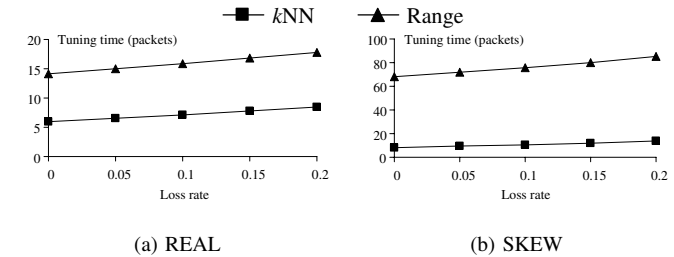 kNN Range
Tuning time (packets)
20
15
10
5
0
0 0.05 0.1 0.15 0.2
Loss rate
(a) REAL
Tuning time (packets)
100
80
60
40
20
0
0 0.05 0.1 0.15 0.2
Loss rate
(b) SKEW